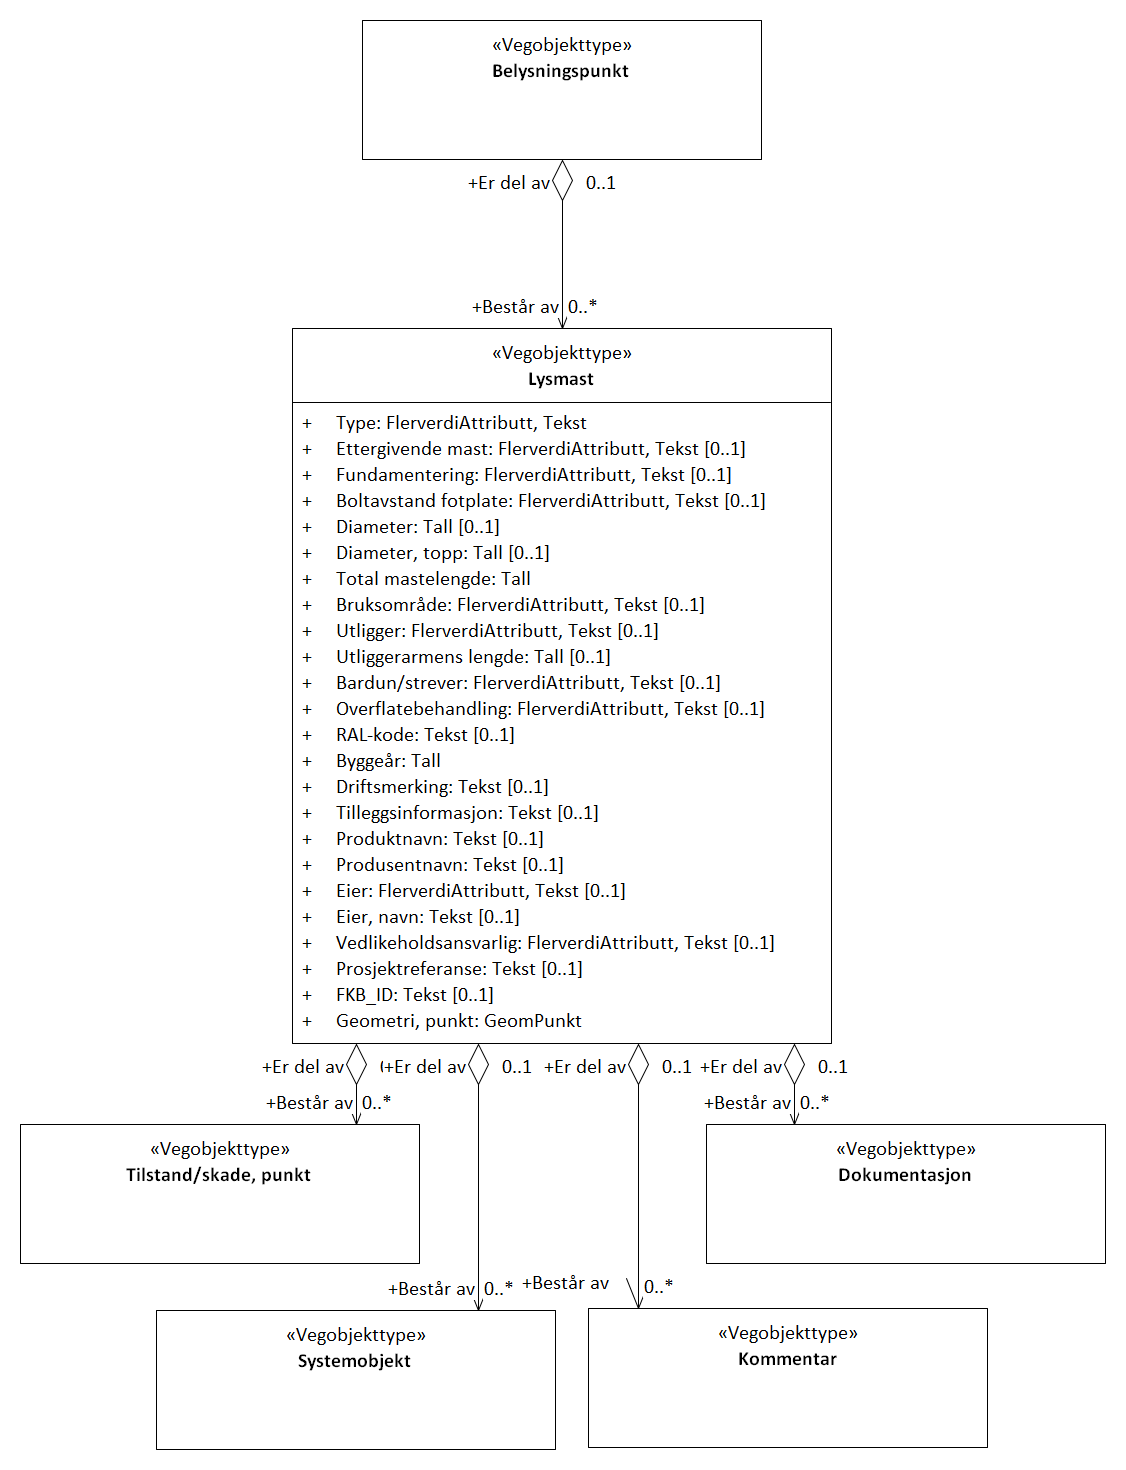 «Vegobjekttype»
Belysningspunkt
+Er del av 0..1
+Består av 0..*
«Vegobjekttype»
Lysmast
+ Type: FlerverdiAttributt, Tekst
+ Ettergivende mast: FlerverdiAttributt, Tekst [0..1]
+ Fundamentering: FlerverdiAttributt, Tekst [0..1]
+ Boltavstand fotplate: FlerverdiAttributt, Tekst [0..1]
+ Diameter: Tall [0..1]
+ Diameter, topp: Tall [0..1]
+ Total mastelengde: Tall
+ Bruksområde: FlerverdiAttributt, Tekst [0..1]
+ Utligger: FlerverdiAttributt, Tekst [0..1]
+ Utliggerarmens lengde: Tall [0..1]
+ Bardun/strever: FlerverdiAttributt, Tekst [0..1]
+ Overflatebehandling: FlerverdiAttributt, Tekst [0..1]
+ RAL-kode: Tekst [0..1]
+ Byggeår: Tall
+ Driftsmerking: Tekst [0..1]
+ Tilleggsinformasjon: Tekst [0..1]
+ Produktnavn: Tekst [0..1]
+ Produsentnavn: Tekst [0..1]
+ Eier: FlerverdiAttributt, Tekst [0..1]
+ Eier, navn: Tekst [0..1]
+ Vedlikeholdsansvarlig: FlerverdiAttributt, Tekst [0..1]
+ Prosjektreferanse: Tekst [0..1]
+ FKB_ID: Tekst [0..1]
+ Geometri, punkt: GeomPunkt
+Er del av +Er del av 0..1 +Er del av 0..1 +Er del av 0..1
+Består av 0..* +Består av 0..*
«Vegobjekttype»
Tilstand/skade, punkt
«Vegobjekttype»
Dokumentasjon
+Består av 0..* +Består av 0..*
«Vegobjekttype»
Systemobjekt
«Vegobjekttype»
Kommentar